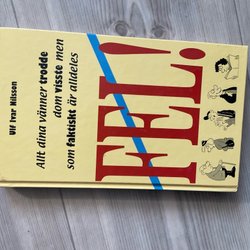 Ulf Ivar Nilsson
Allt dina vänner trodde
dom visste men
som faktiskt är alldeles
FEL!